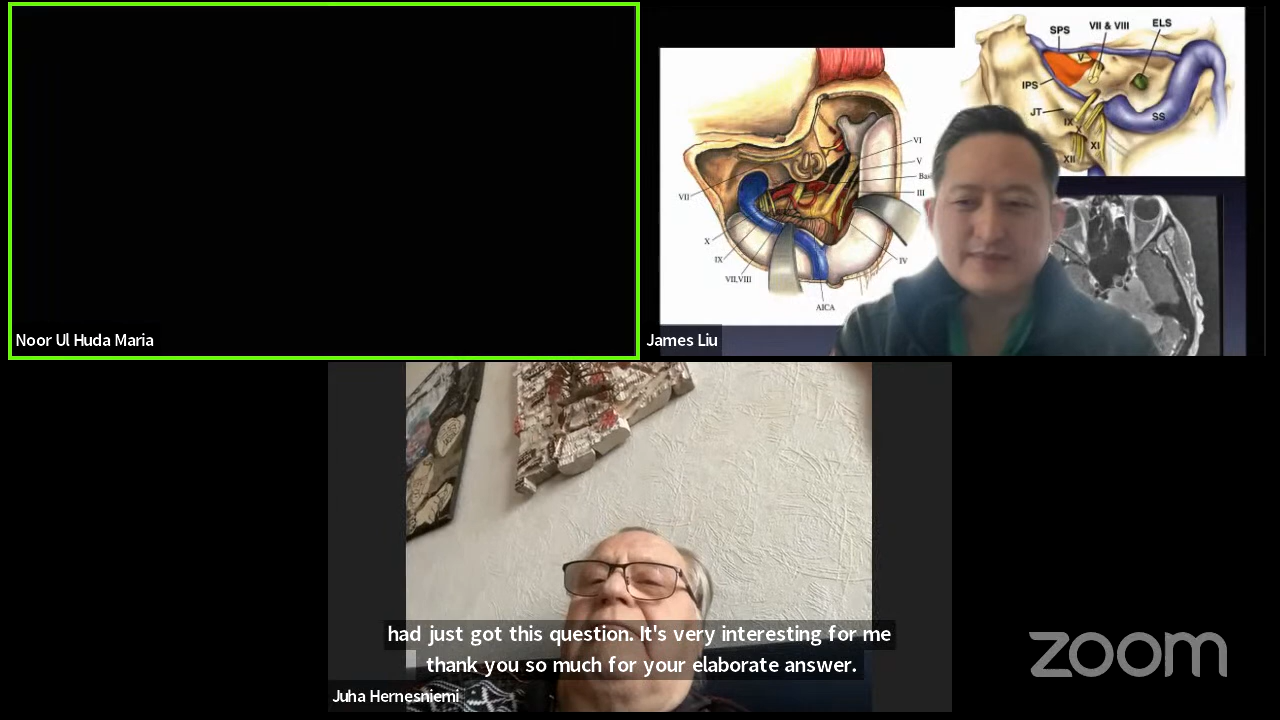 SPS
VII & VIII
ELS
V
IPS
JT
IX
X
XI
XII
SS
VI
V
Bas
III
VII
X
IX
VII,VIII
IV
AICA
Noor Ul Huda Maria
James Liu
had just got this question. It's very interesting for me
thank you so much for your elaborate answer.
Juha Hernesniemi
zoom